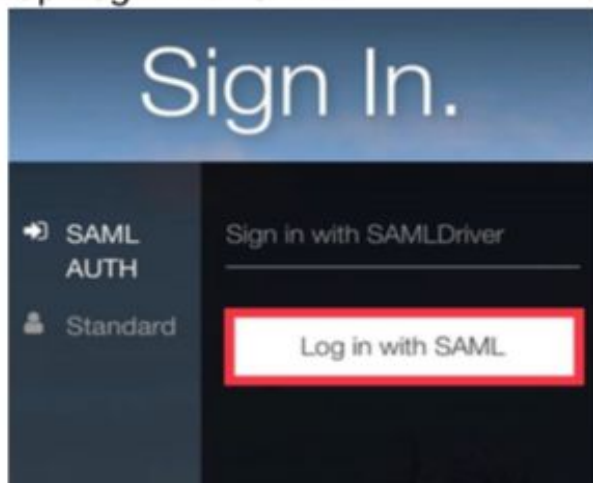 Sign In.
SAML
AUTH
Standard
Sign in with SAMLDriver
Log in with SAML